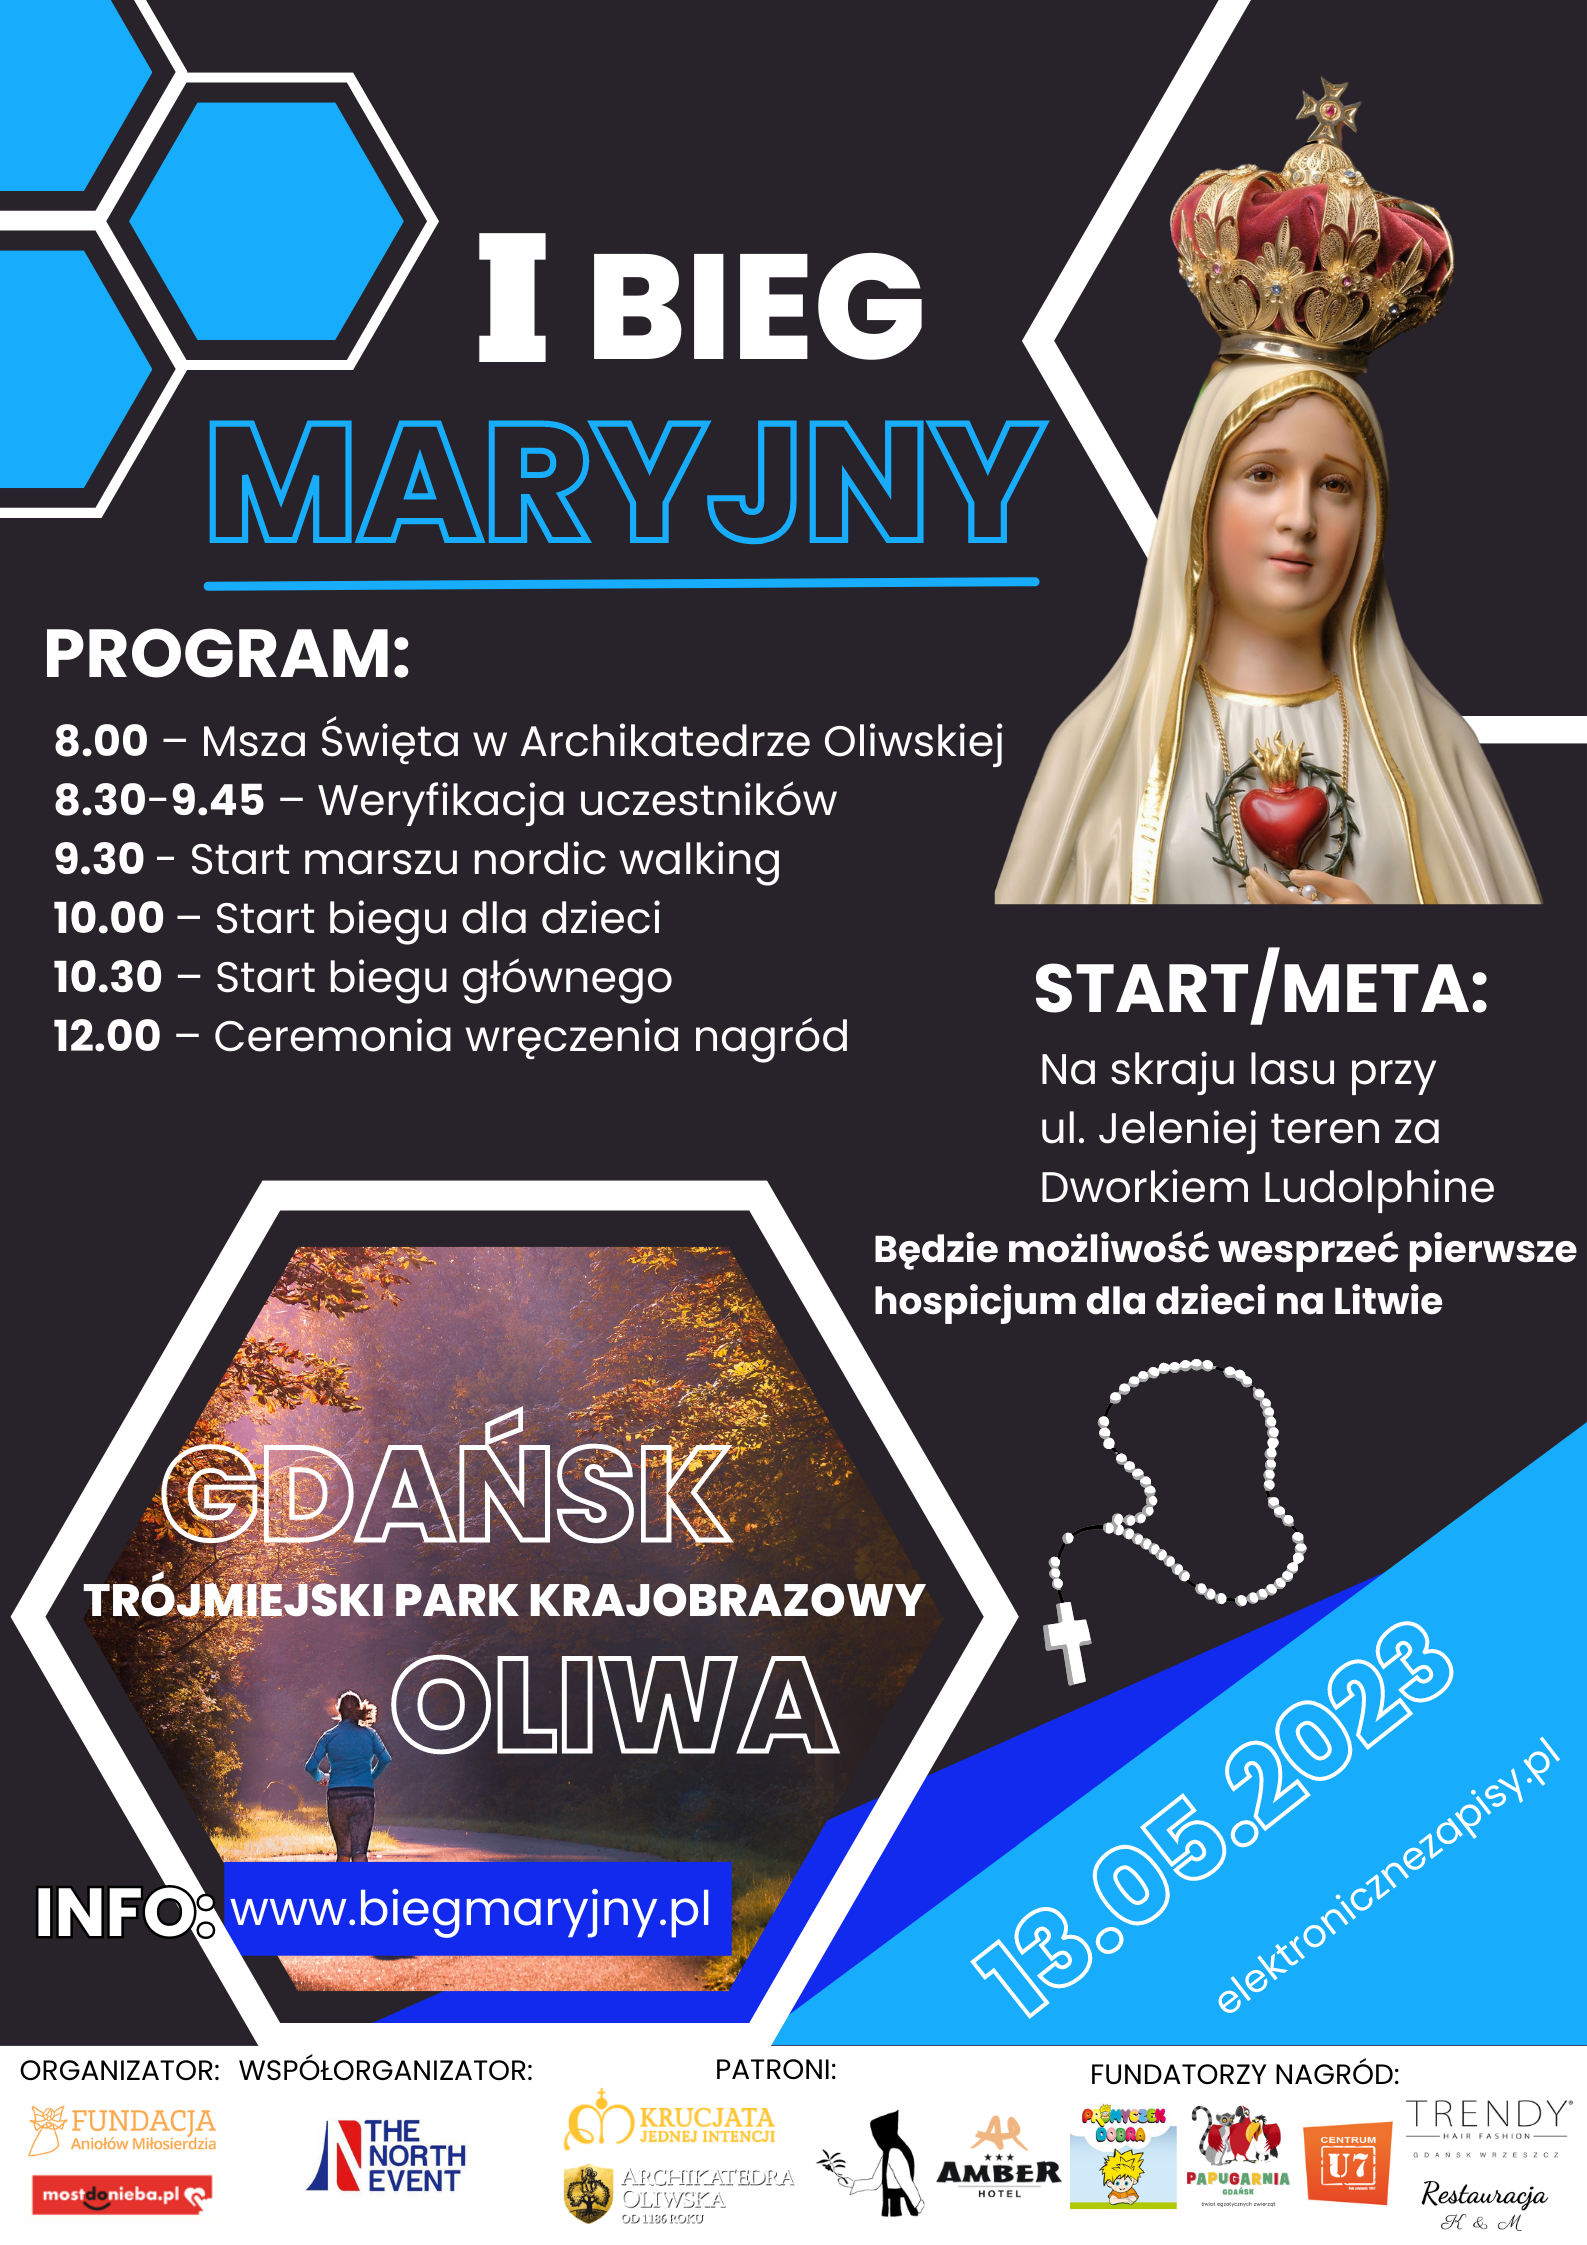 I BIEG
MARYJNY
PROGRAM:
8.00 – Msza Święta w Archikatedrze Oliwskiej
8.30-9.45 – Weryfikacja uczestników
9.30 - Start marszu nordic walking
10.00 – Start biegu dla dzieci
10.30 – Start biegu głównego
12.00 – Ceremonia wręczenia nagród
START/META:
Na skraju lasu przy
ul. Jeleniej teren za
Dworkiem Ludolphine
Będzie możliwość wesprzeć pierwsze
hospicjum dla dzieci na Litwie
GDAŃSK
TRÓJMIEJSKI PARK KRAJOBRAZOWY
OLIWA
INFO: www.biegmaryjny.pl
13.05.2023
elektronicznezapisy.pl
ORGANIZATOR:
FUNDACJA
Aniołów Miłosierdzia
mostdonieba.pl
WSPÓŁORGANIZATOR:
THE
NORTH
EVENT
PATRONI:
KRUCJATA
JEDNEJ INTENCJI
ARCHIKATEDRA
OLIWSKA
OD 1186 ROKU
FUNDATORZY NAGRÓD:
AMBER
HOTEL
PROMYCZEK
DOBRA
PAPUGARNIA
GDAŃSK
świat egzotycznych zwierząt
CENTRUM
U7
TRENDY
HAIR FASHION
GDAŃSK WRZESZCZ
Restauracja
K & M